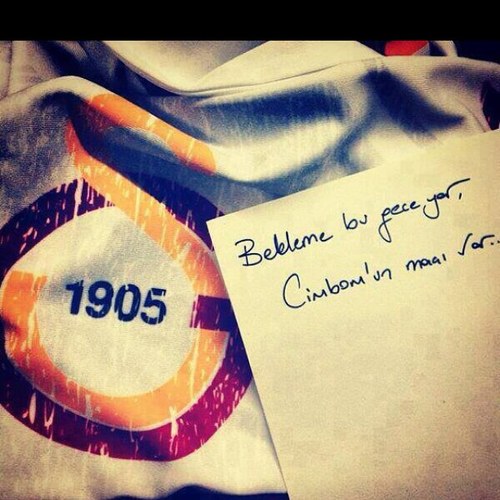 1905
Bekleme bu gece yar,
Cimbom'un maçı var...